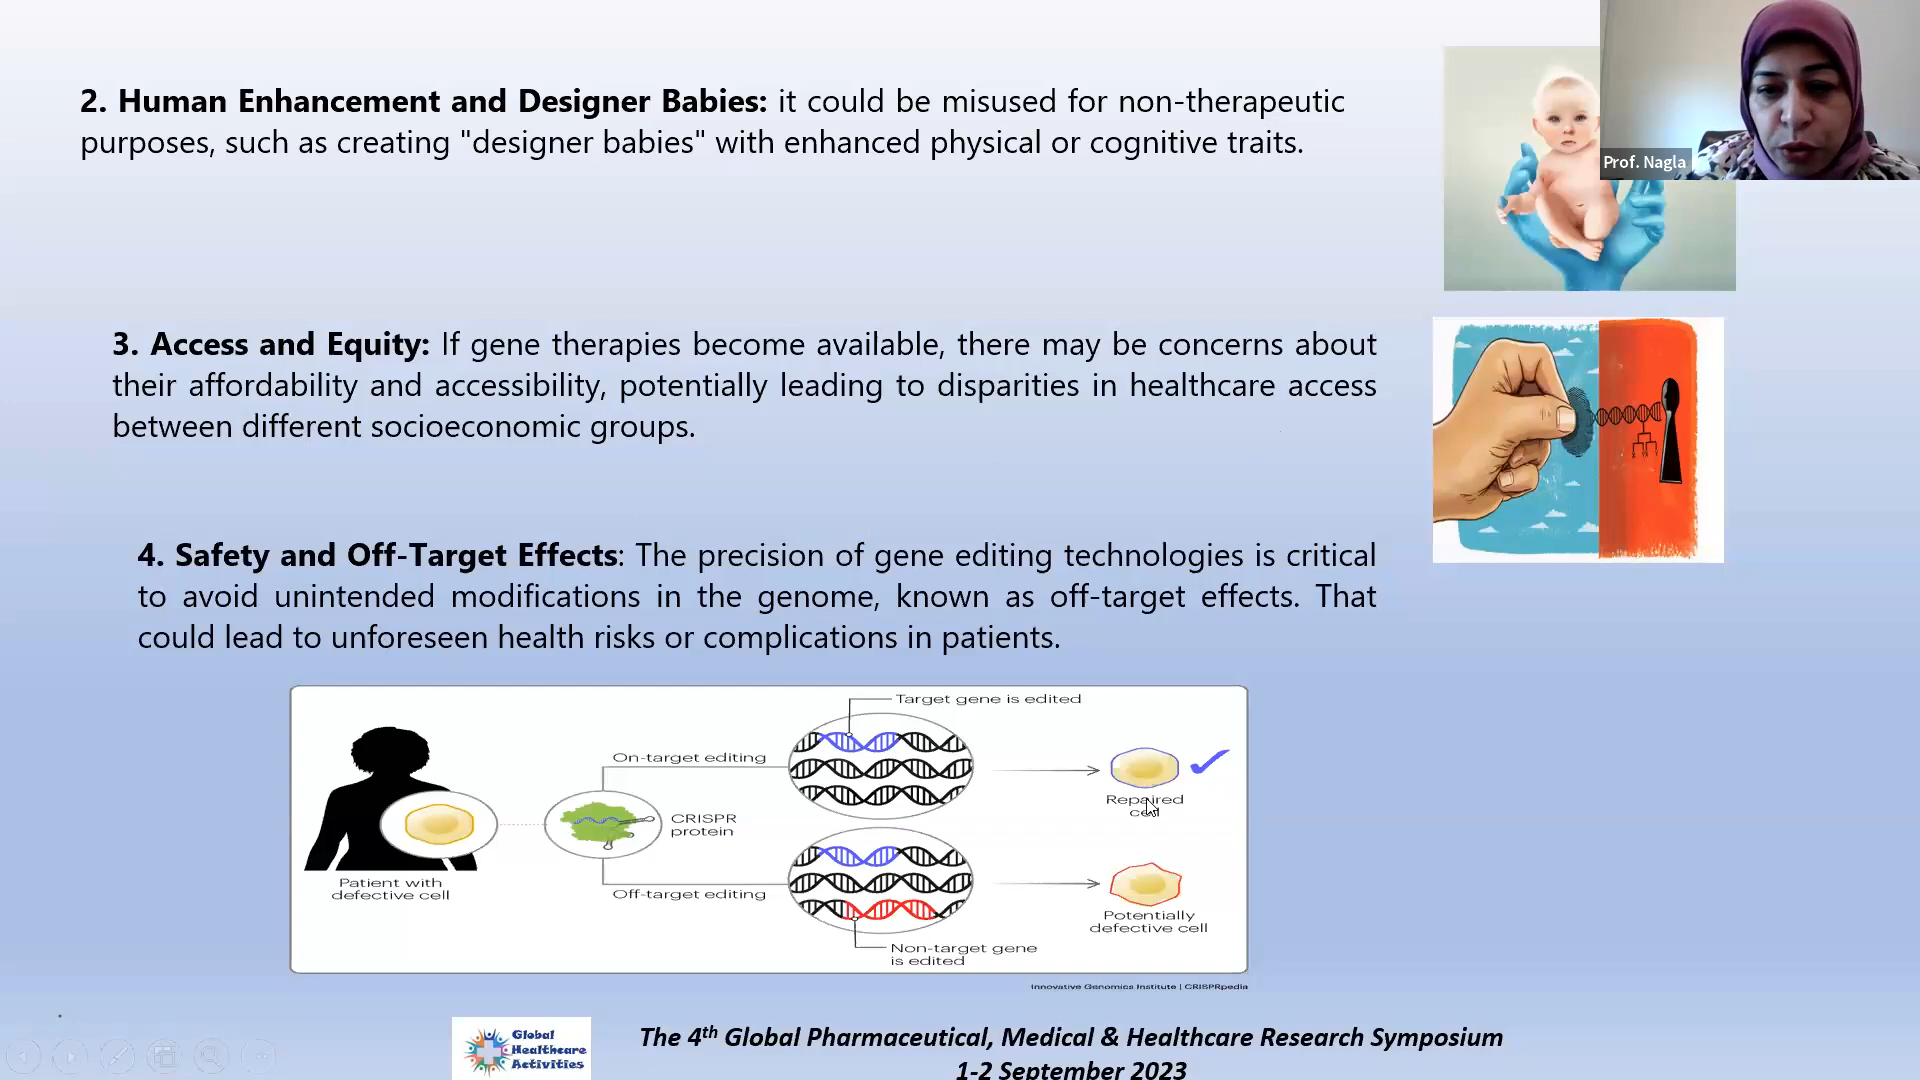 2. Human Enhancement and Designer Babies: it could be misused for non-therapeutic
purposes, such as creating "designer babies" with enhanced physical or cognitive traits.
Prof. Nagla
3. Access and Equity: If gene therapies become available, there may be concerns about
their affordability and accessibility, potentially leading to disparities in healthcare access
between different socioeconomic groups.
4. Safety and Off-Target Effects: The precision of gene editing technologies is critical
to avoid unintended modifications in the genome, known as off-target effects. That
could lead to unforeseen health risks or complications in patients.
Target gene is edited
On-target editing
CRISPR
protein
Repaired
cell
Patient with
defective cell
Off-target editing
Potentially
defective cell
Non-target gene
is edited
Innovative Genomics Institute | CRISPRpedia
Global
Healthcare
Activities
The 4th Global Pharmaceutical, Medical & Healthcare Research Symposium
1-2 September 2023